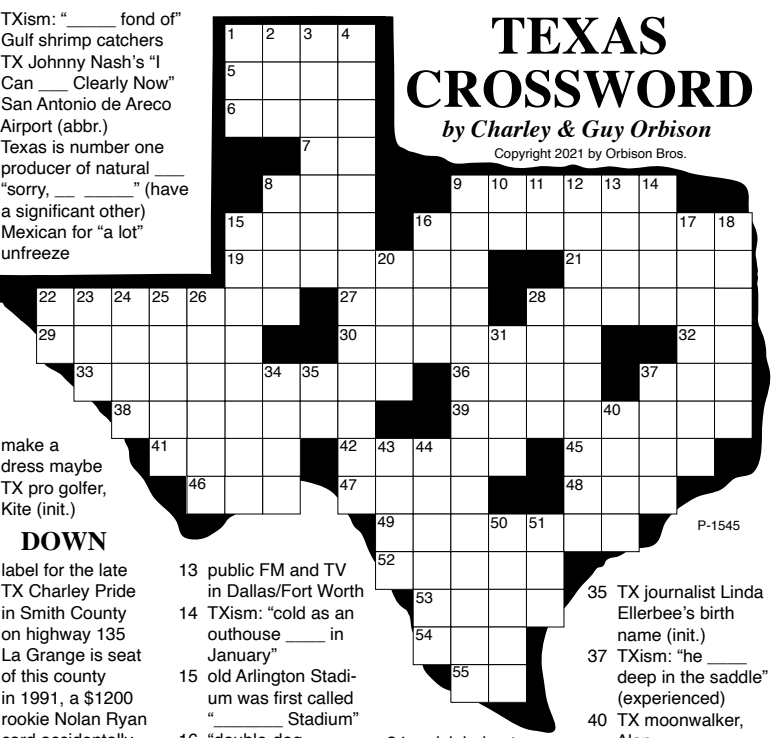 TXism: “_____ fond of”
Gulf shrimp catchers
TX Johnny Nash’s “I
Can ___ Clearly Now”
San Antonio de Areco
Airport (abbr.)
Texas is number one
producer of natural ___
“sorry, __ _____” (have
a significant other)
Mexican for “a lot”
unfreeze
TEXAS
CROSSWORD
by Charley & Guy Orbison
Copyright 2021 by Orbison Bros.
1 2 3 4
5
6
7
8 9 10 11 12 13 14
15 16 17 18
19 20 21
22 23 24 25 26 27 28
29 30 31 32
33 34 35 36 37
38 39 40
41 42 43 44 45
46 47 48
49 50 51
52
53
54
55
P-1545
make a
dress maybe
TX pro golfer,
Kite (init.)
DOWN
label for the late
TX Charley Pride
in Smith County
on highway 135
La Grange is seat
of this county
in 1991, a $1200
rookie Nolan Ryan
card accidentally
13 public FM and TV
in Dallas/Fort Worth
14 TXism: “cold as an
outhouse ____ in
January”
15 old Arlington Stadi-
um was first called
“________ Stadium”
16 “double-dog
35 TX journalist Linda
Ellerbee’s birth
name (init.)
37 TXism: “he ____
deep in the saddle”
(experienced)
40 TX moonwalker,